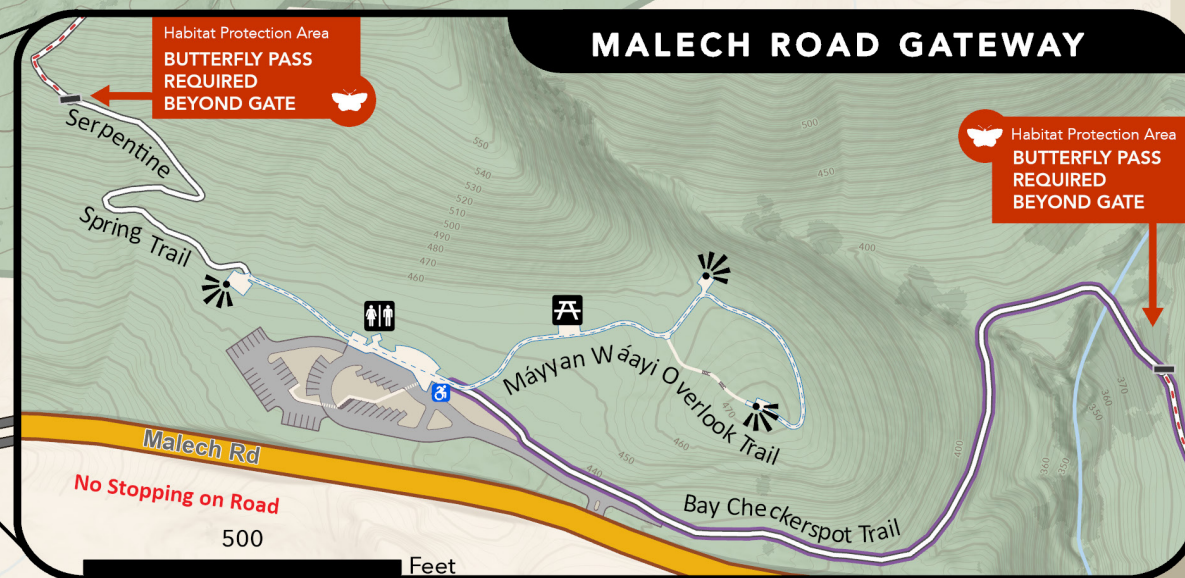 MALECH ROAD GATEWAY
Habitat Protection Area
BUTTERFLY PASS
REQUIRED
BEYOND GATE
Habitat Protection Area
BUTTERFLY PASS
REQUIRED
BEYOND GATE
Serpentine
Spring Trail
550
540
530
520
510
500
490
480
470
460
500
450
400
Máyyan Wáayi Overlook Trail
470
460
450
440
400
370
360
350
360
350
Bay Checkerspot Trail
Malech Rd
No Stopping on Road
500
Feet